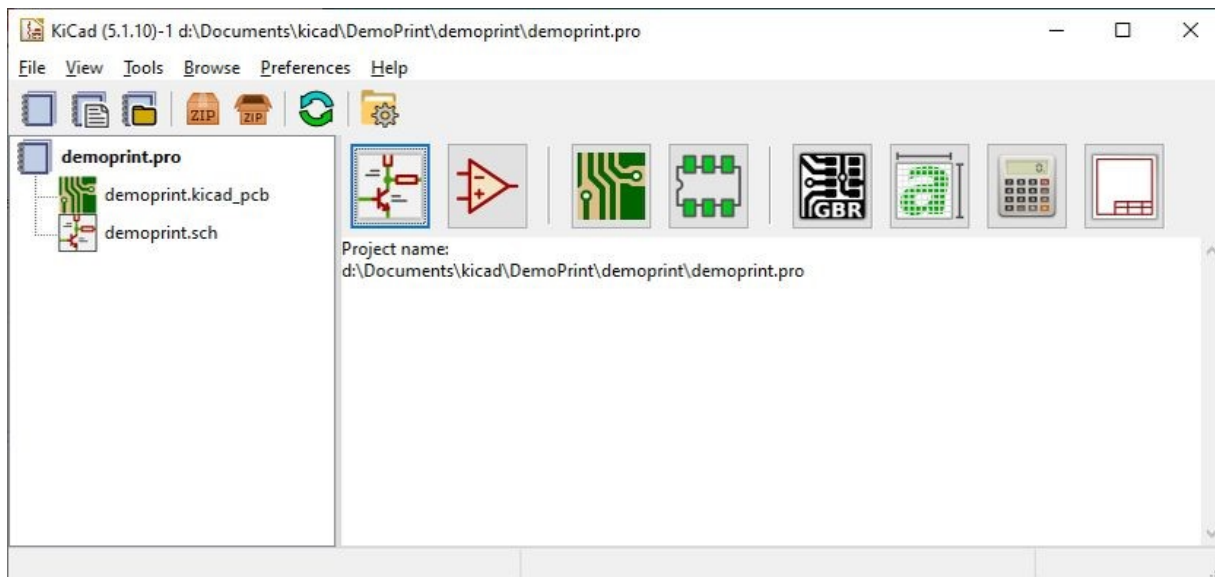 KiCad (5.1.10)-1 d:\Documents\kicad\DemoPrint\demoprint\demoprint.pro
File View Tools Browse Preferences Help
ZIP ZIP
demoprint.pro
demoprint.kicad_pcb
demoprint.sch
GBR a 0.
Project name:
d:\Documents\kicad\DemoPrint\demoprint\demoprint.pro